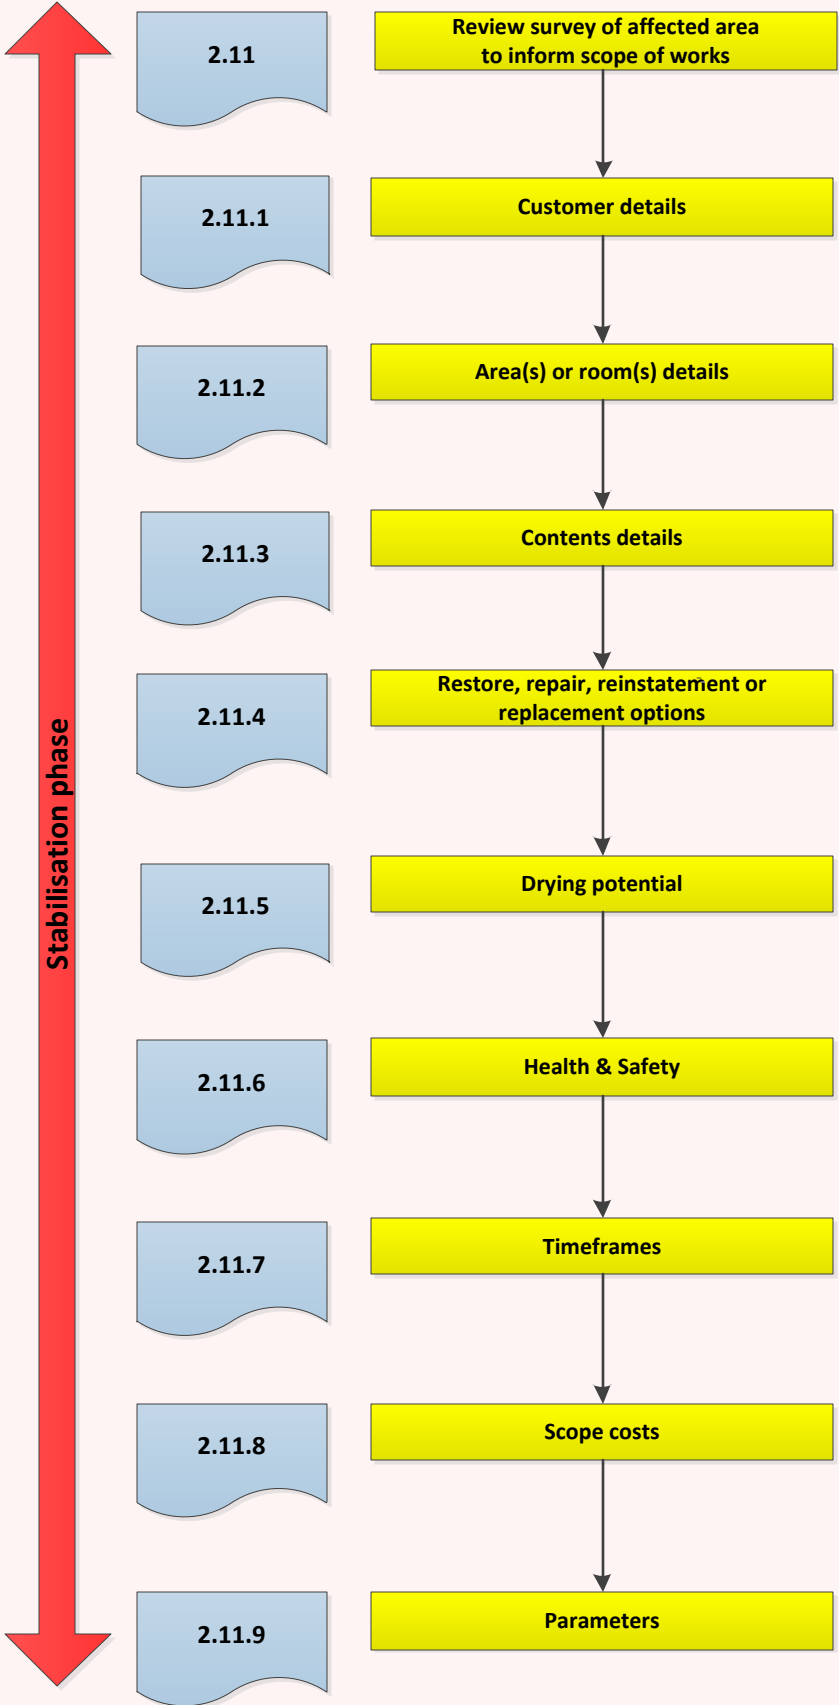 2.11
Review survey of affected area
to inform scope of works
2.11.1
Customer details
2.11.2
Area(s) or room(s) details
2.11.3
Contents details
2.11.4
Restore, repair, reinstatement or
replacement options
Stabilisation phase
2.11.5
Drying potential
2.11.6
Health & Safety
2.11.7
Timeframes
2.11.8
Scope costs
2.11.9
Parameters